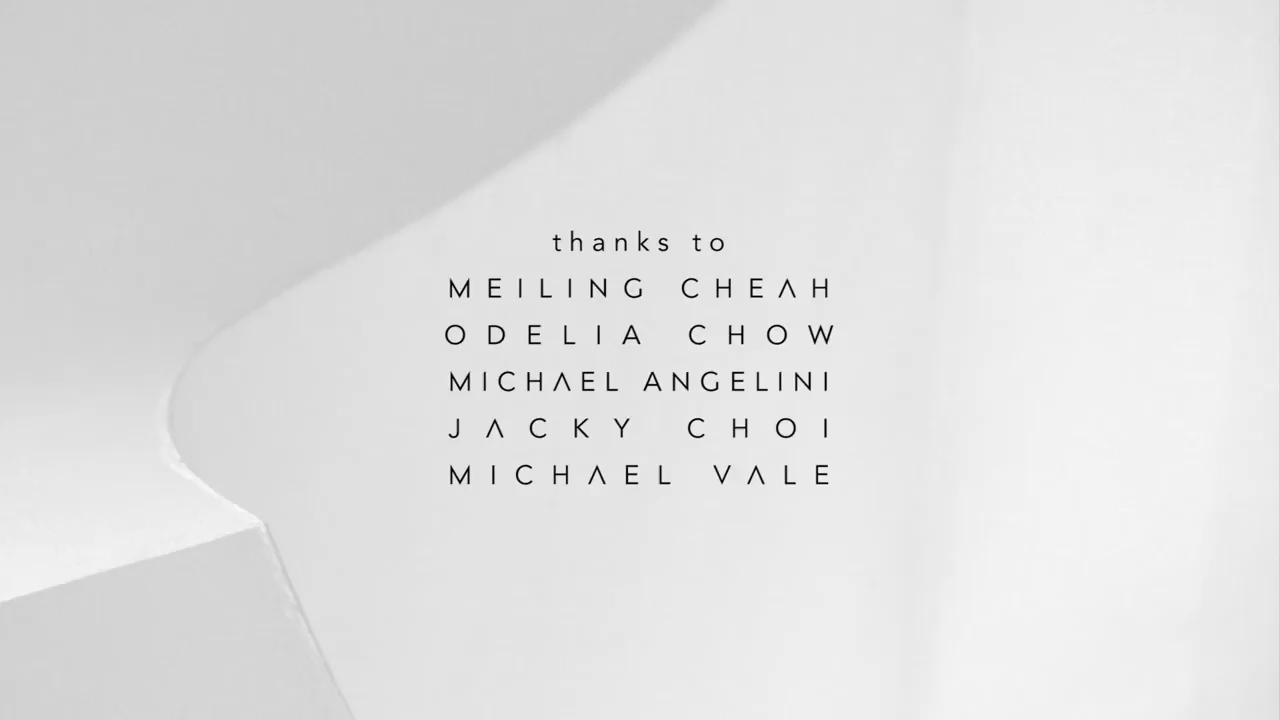 thanks to
MEILING CHEAH
ODELIA CHOW
MICHAEL ANGELINI
JACKY CHOI
MICHAEL VALE